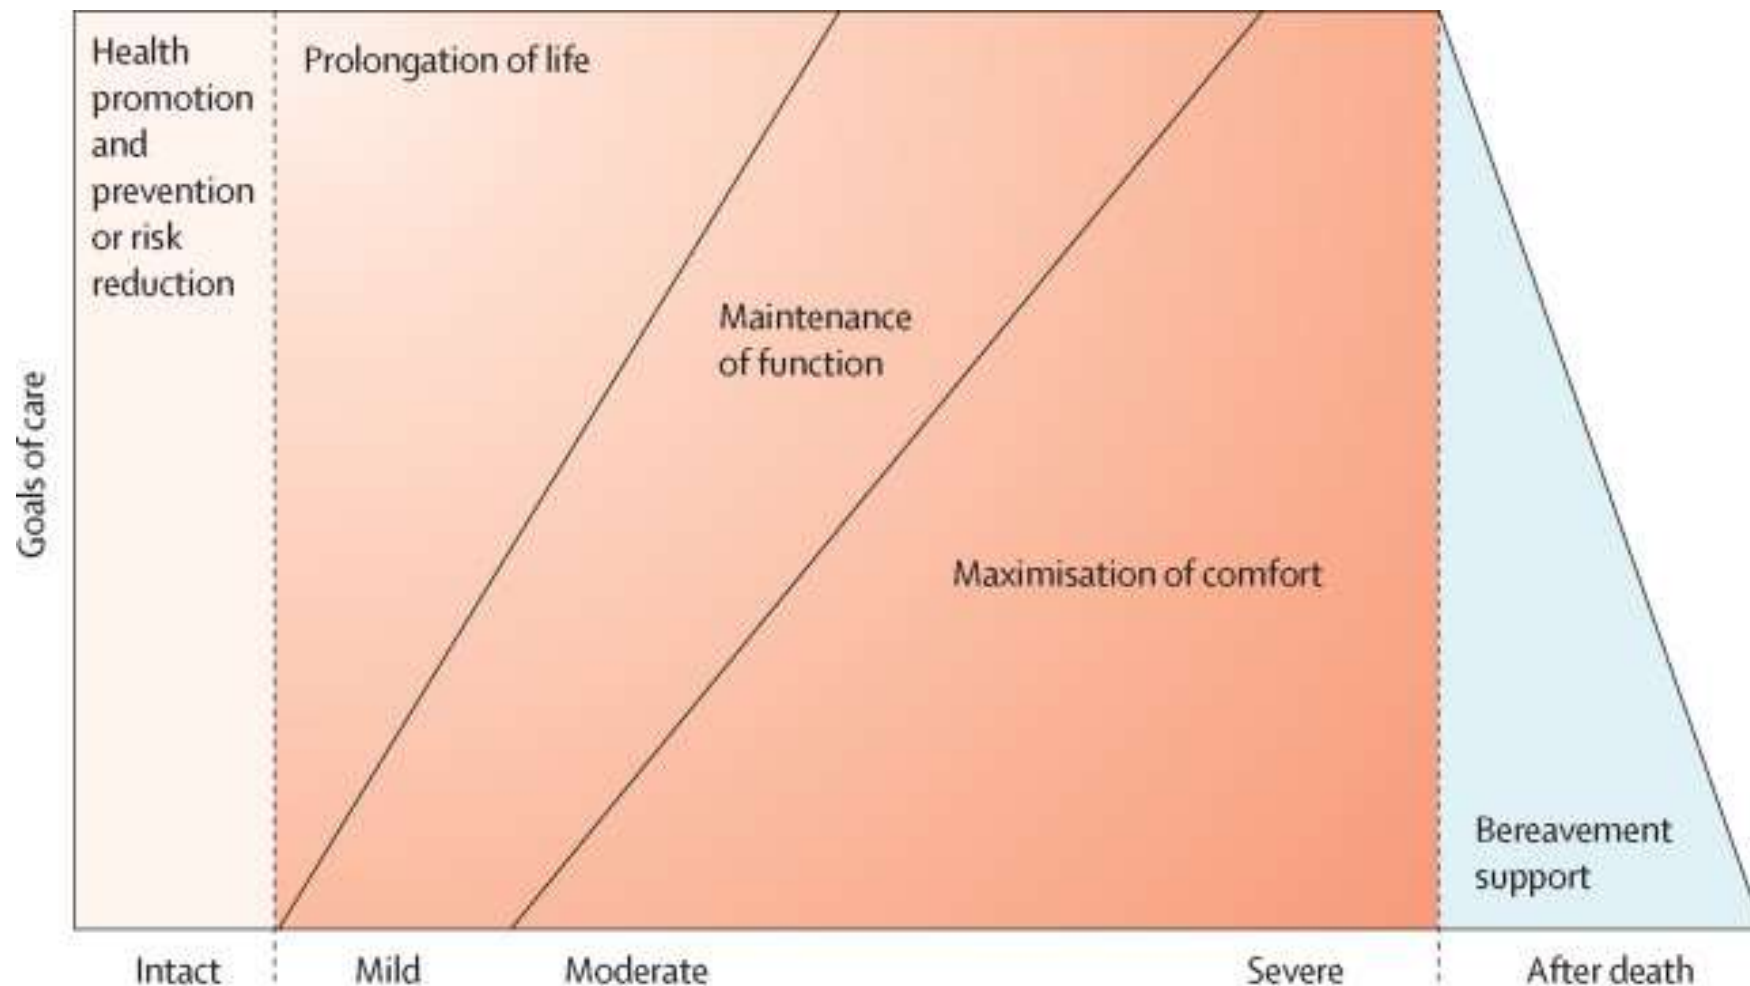 Health
promotion
and
prevention
or risk
reduction
Prolongation of life
Maintenance
of function
Maximisation of comfort
Bereavement
support
Goals of care
Intact
Mild
Moderate
Severe
After death